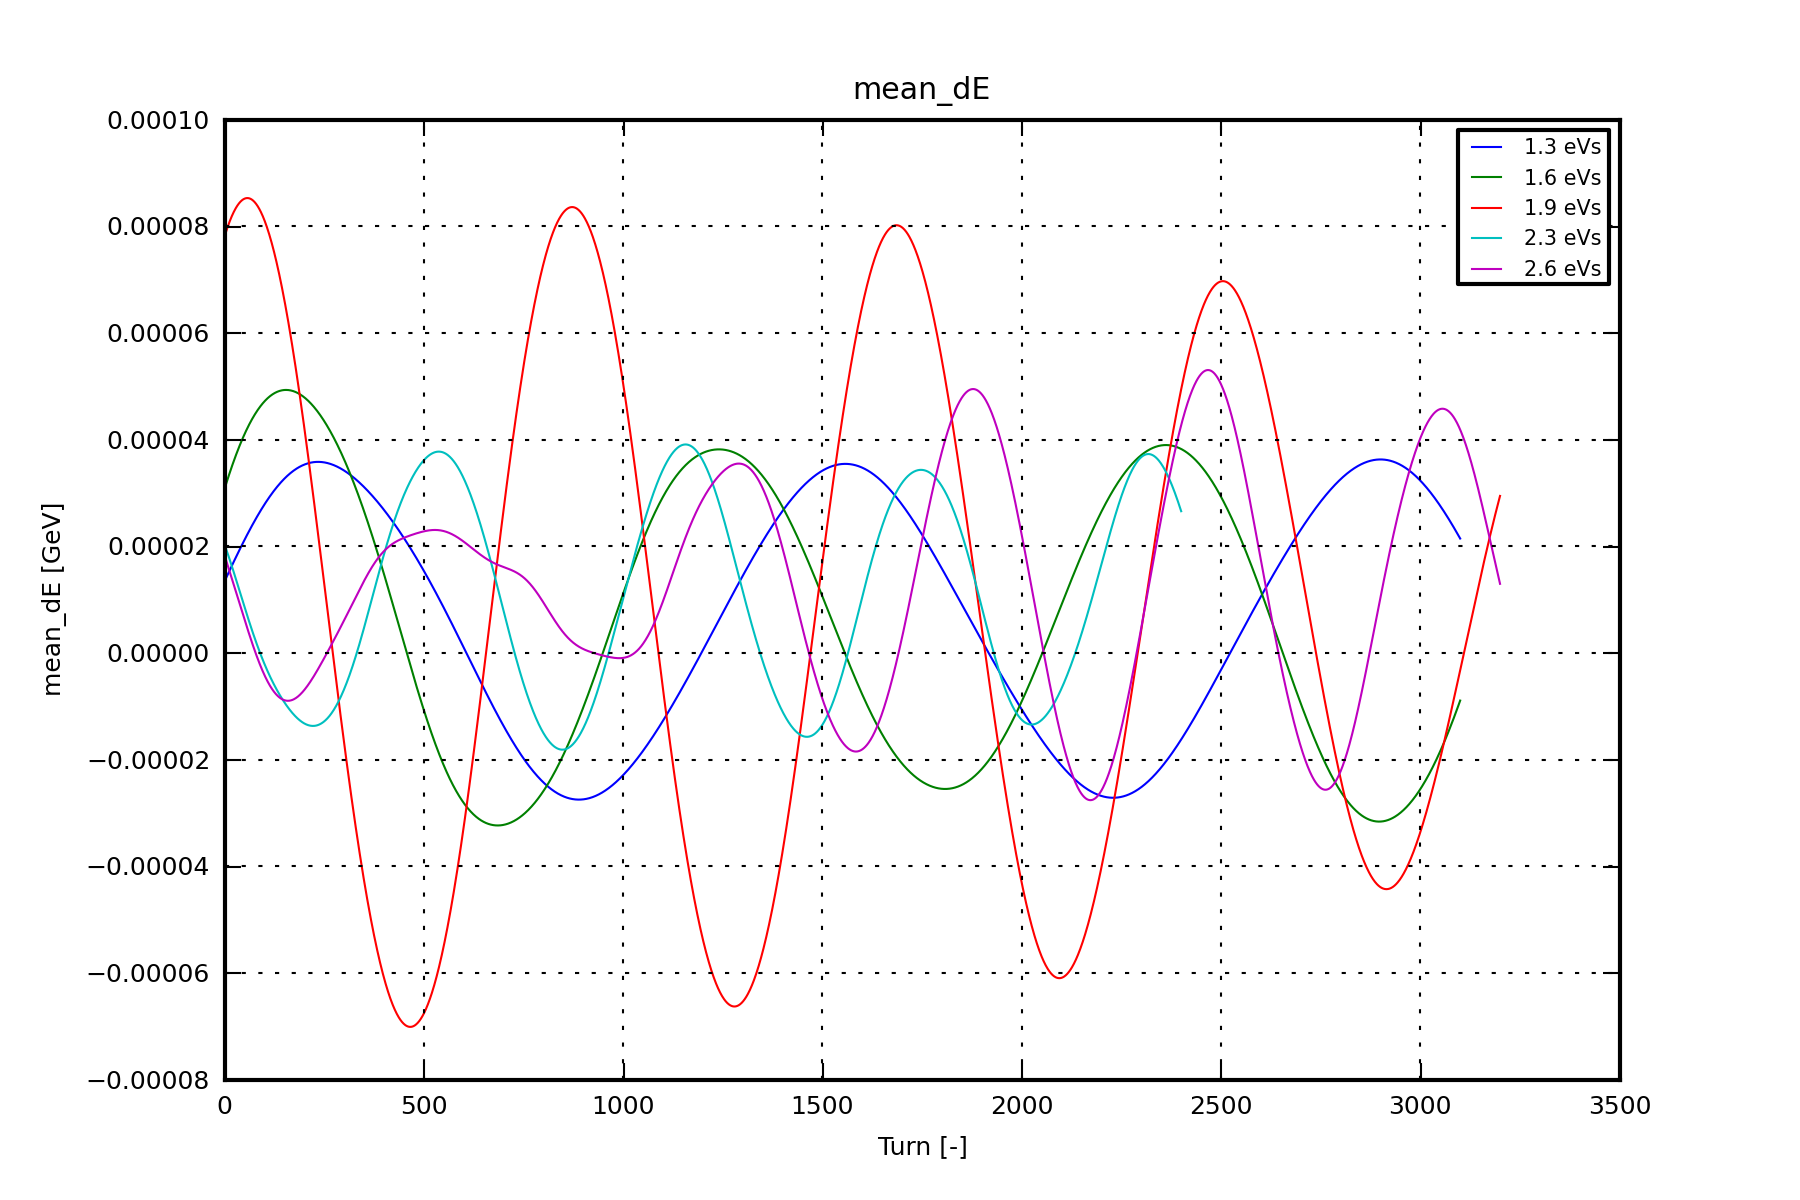 mean_dE
0.00010
0.00008
0.00006
0.00004
0.00002
0.00000
−0.00002
−0.00004
−0.00006
−0.00008
mean_dE [GeV]
1.3 eVs
1.6 eVs
1.9 eVs
2.3 eVs
2.6 eVs
0 500 1000 1500 2000 2500 3000 3500
Turn [-]